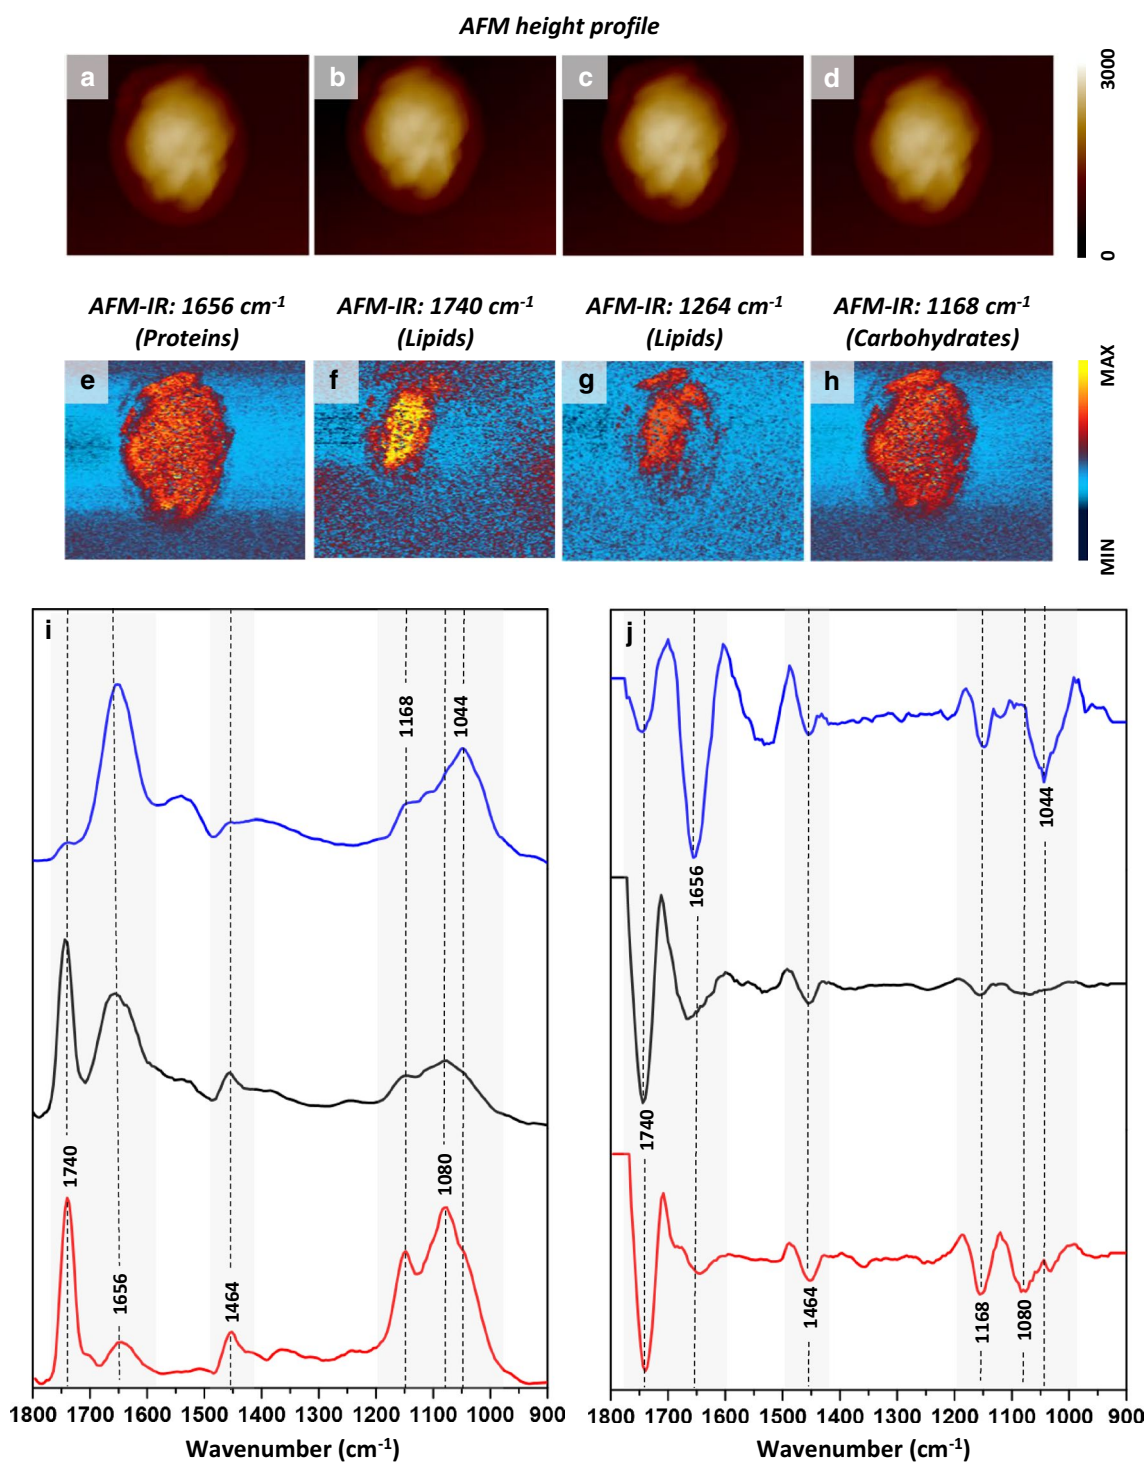 AFM height profile
a
b
c
d
3000
0
AFM-IR: 1656 cm⁻¹
(Proteins)
AFM-IR: 1740 cm⁻¹
(Lipids)
AFM-IR: 1264 cm⁻¹
(Lipids)
AFM-IR: 1168 cm⁻¹
(Carbohydrates)
e
f
g
h
MAX
MIN
i
1168
1044
1740
1080
1656
1464
1800 1700 1600 1500 1400 1300 1200 1100 1000 900
Wavenumber (cm⁻¹)
j
1044
1656
1740
1464
1168
1080
1800 1700 1600 1500 1400 1300 1200 1100 1000 900
Wavenumber (cm⁻¹)